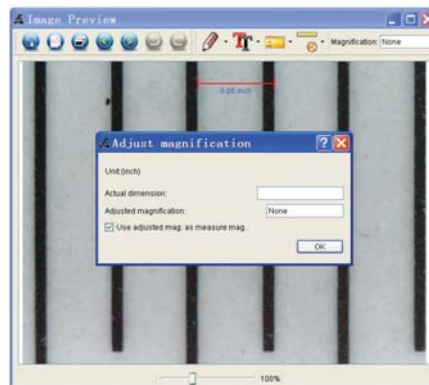 Image Preview
Magnification: None
Adjust magnification
Unit:(inch)
Actual dimension:
Adjusted magnification: None
Use adjusted mag. as measure mag.
OK
100%